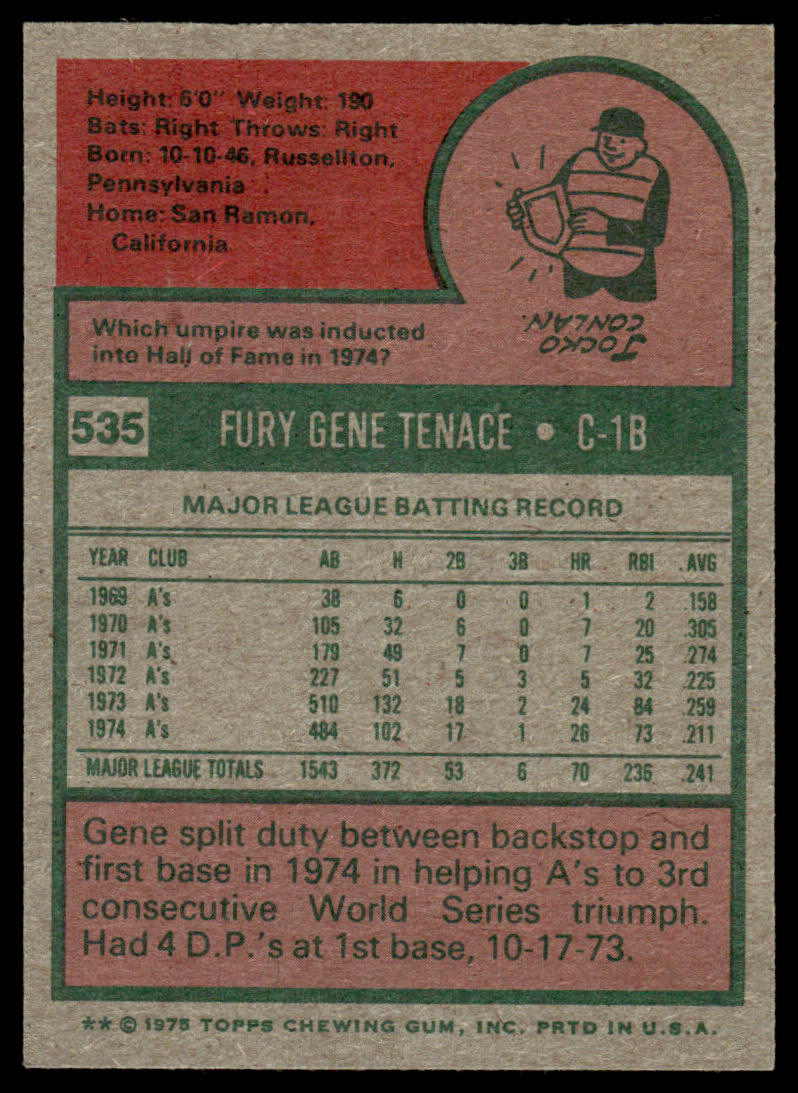 Height: 6'0" Weight: 190
Bats: Right Throws: Right
Born: 10-10-46, Russellton,
Pennsylvania
Home: San Ramon,
California
Which umpire was inducted
into Hall of Fame in 1974?
JOCKO
CONLAN.
535 FURY GENE TENACE • C-1B
MAJOR LEAGUE BATTING RECORD
YEAR CLUB AB H 2B 3B HR RBI AVG
1969 A's 38 6 0 0 1 2 .158
1970 A's 105 32 6 0 7 20 .305
1971 A's 179 49 7 0 7 25 .274
1972 A's 227 51 5 3 5 32 .225
1973 A's 510 132 18 2 24 84 .259
1974 A's 484 102 17 1 26 73 .211
MAJOR LEAGUE TOTALS 1543 372 53 6 70 236 .241
Gene split duty between backstop and
first base in 1974 in helping A's to 3rd
consecutive World Series triumph.
Had 4 D.P.'s at 1st base, 10-17-73.
** © 1975 TOPPS CHEWING GUM, INC. PRTD IN U.S.A.